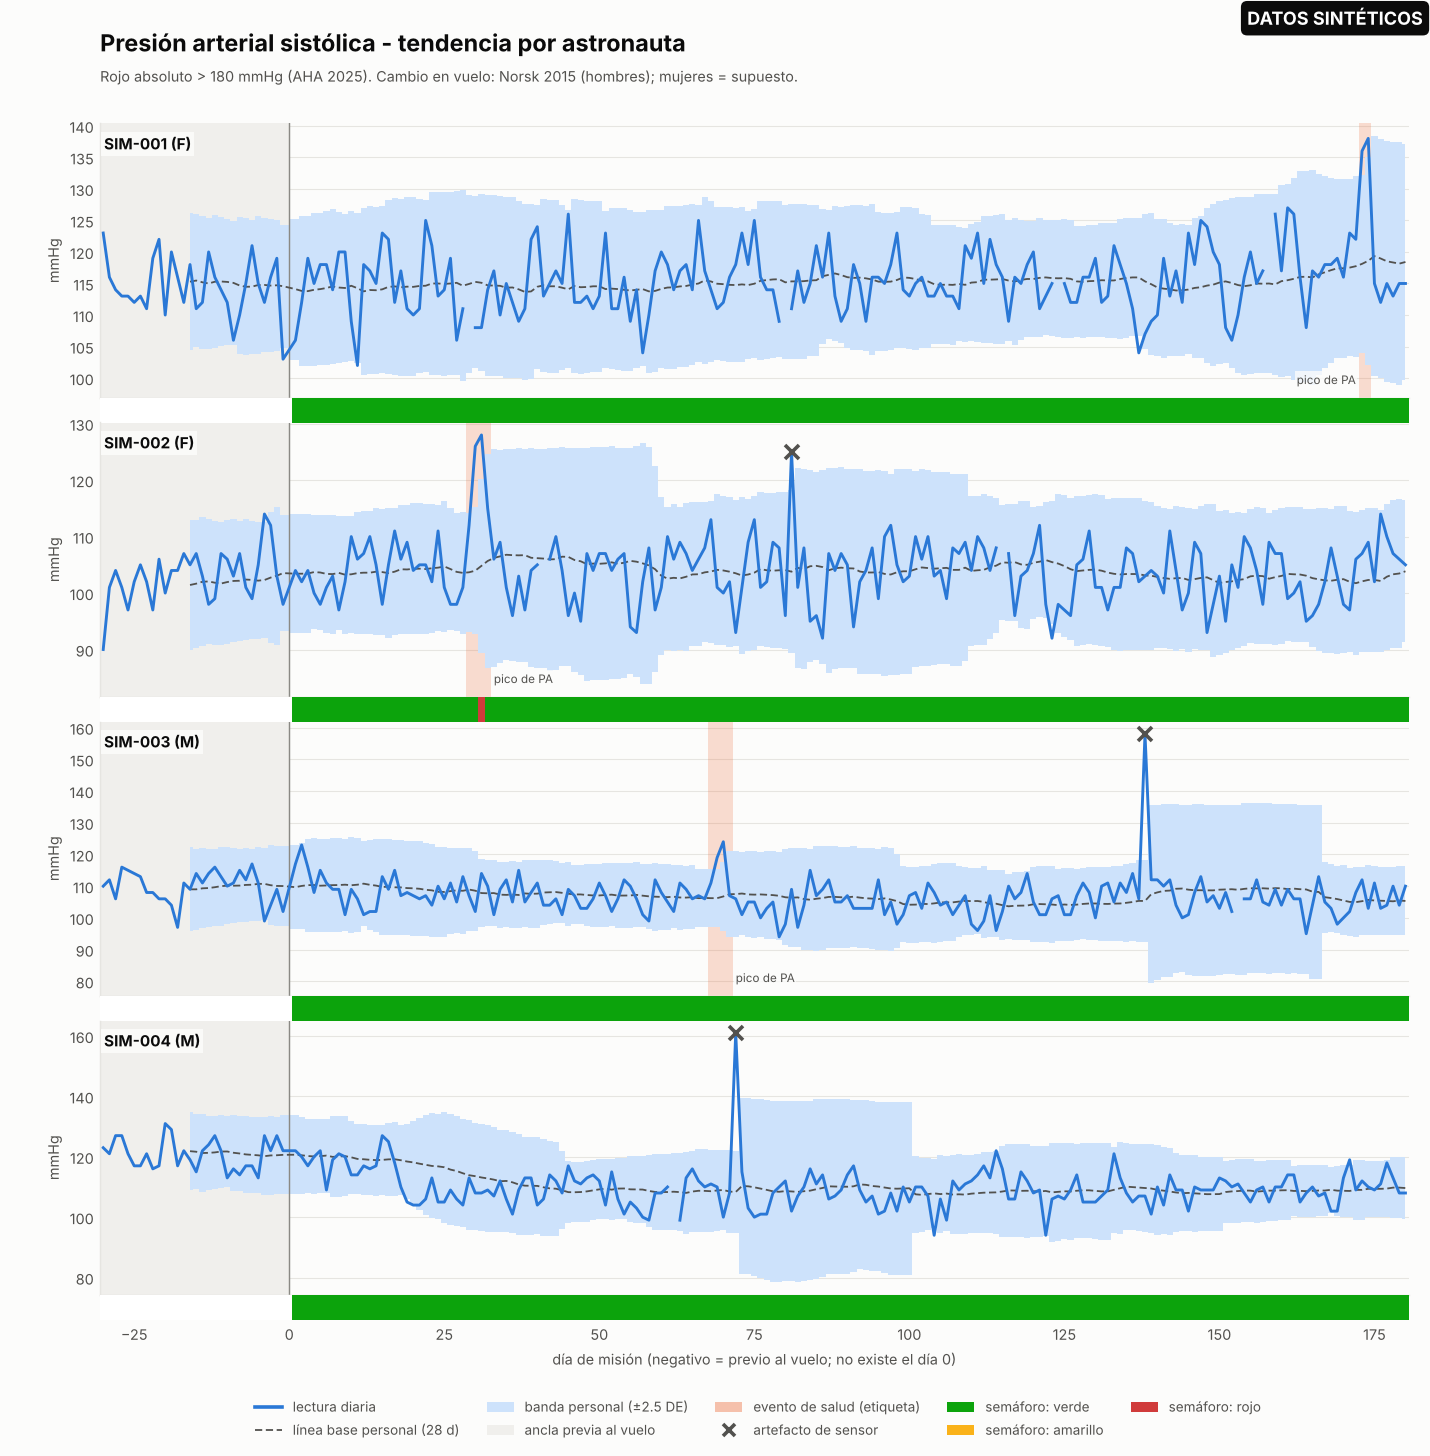 DATOS SINTÉTICOS
Presión arterial sistólica - tendencia por astronauta
Rojo absoluto > 180 mmHg (AHA 2025). Cambio en vuelo: Norsk 2015 (hombres); mujeres = supuesto.
140
135
130
125
120
115
110
105
100
mmHg
SIM-001 (F)
pico de PA
130
120
110
100
90
mmHg
SIM-002 (F)
pico de PA
160
150
140
130
120
110
100
90
80
mmHg
SIM-003 (M)
pico de PA
160
140
120
100
80
mmHg
SIM-004 (M)
−25 0 25 50 75 100 125 150 175
día de misión (negativo = previo al vuelo; no existe el día 0)
lectura diaria
línea base personal (28 d)
banda personal (±2.5 DE)
ancla previa al vuelo
evento de salud (etiqueta)
artefacto de sensor
semáforo: verde
semáforo: amarillo
semáforo: rojo